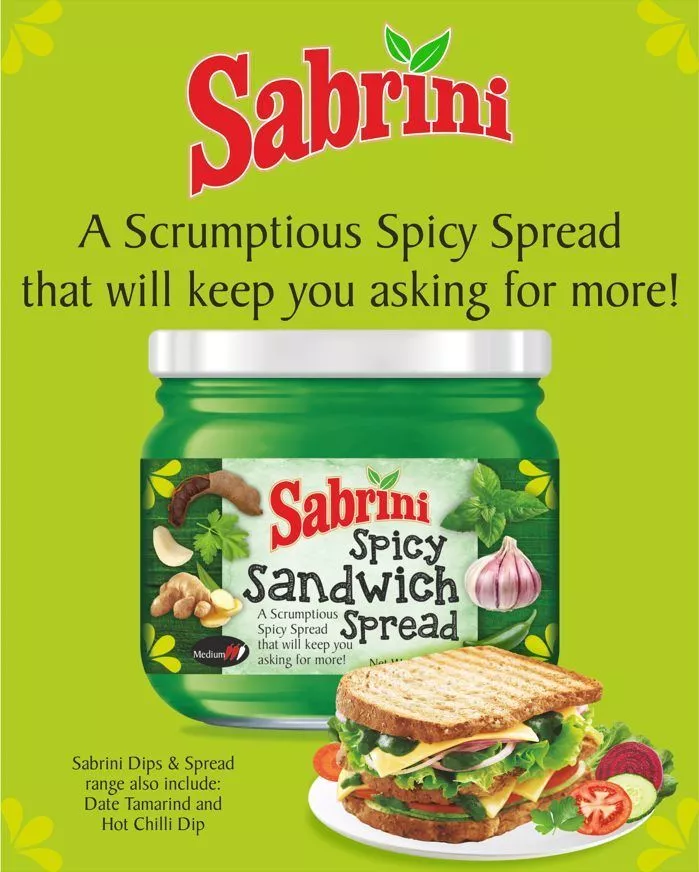 Sabrini
A Scrumptious Spicy Spread
that will keep you asking for more!
Sabrini
Spicy
Sandwich
Spread
A Scrumptious
Spicy Spread
that will keep you
asking for more!
Medium
Net
Sabrini Dips & Spread
range also include:
Date Tamarind and
Hot Chilli Dip